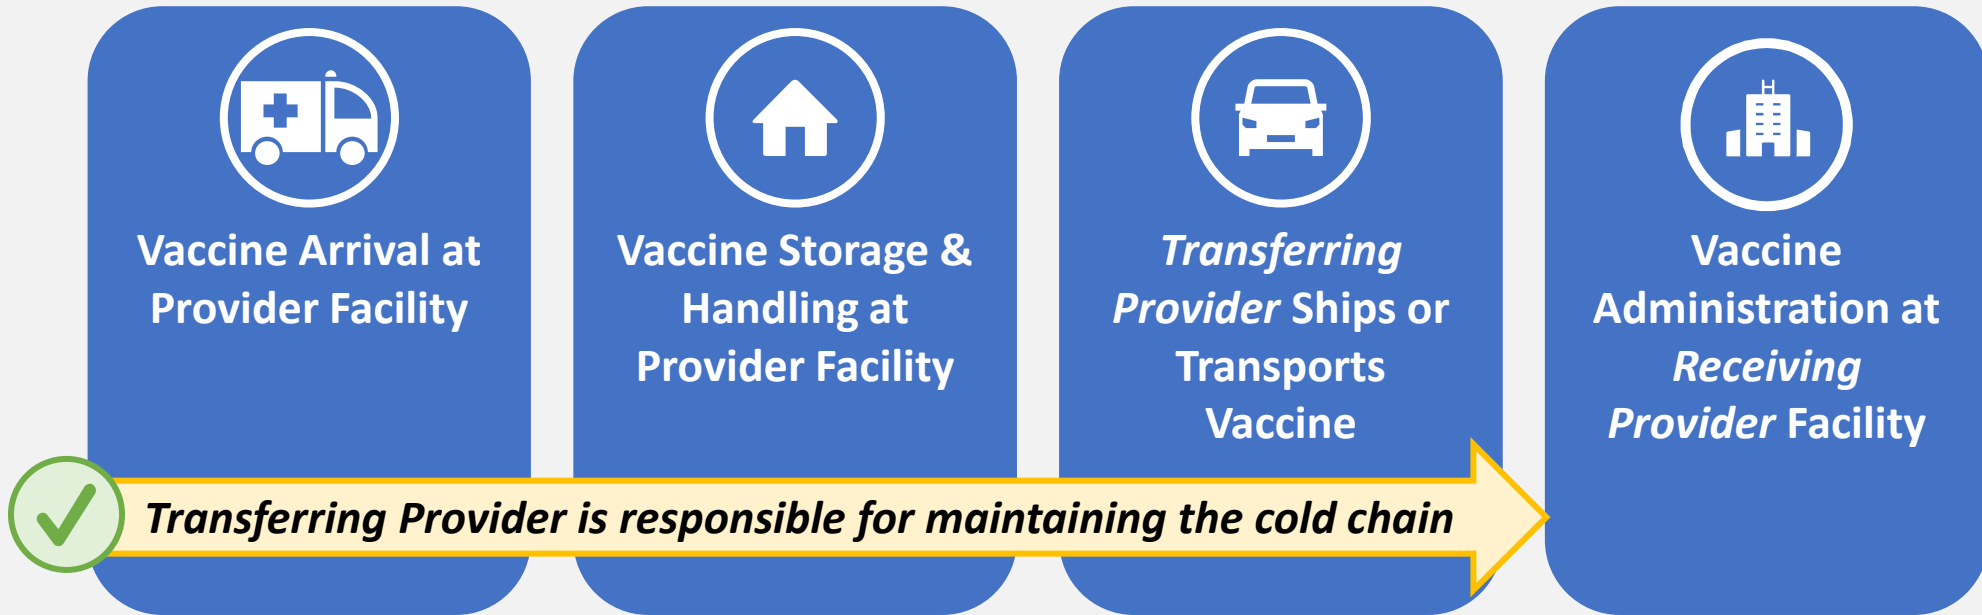 Vaccine Arrival at
Provider Facility
Vaccine Storage &
Handling at
Provider Facility
Transferring
Provider Ships or
Transports
Vaccine
Vaccine
Administration at
Receiving
Provider Facility
Transferring Provider is responsible for maintaining the cold chain